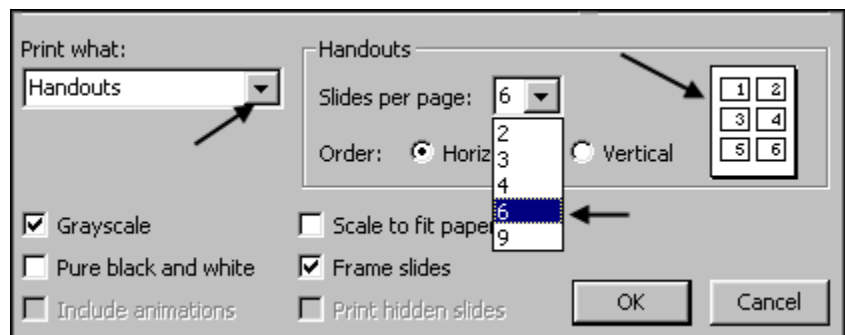 Print what:
Handouts
Handouts
Slides per page: 6
2
3
4
6
9
Order: Horiz Vertical
1 2
3 4
5 6
Grayscale
Scale to fit paper
Pure black and white
Frame slides
Include animations
Print hidden slides
OK
Cancel